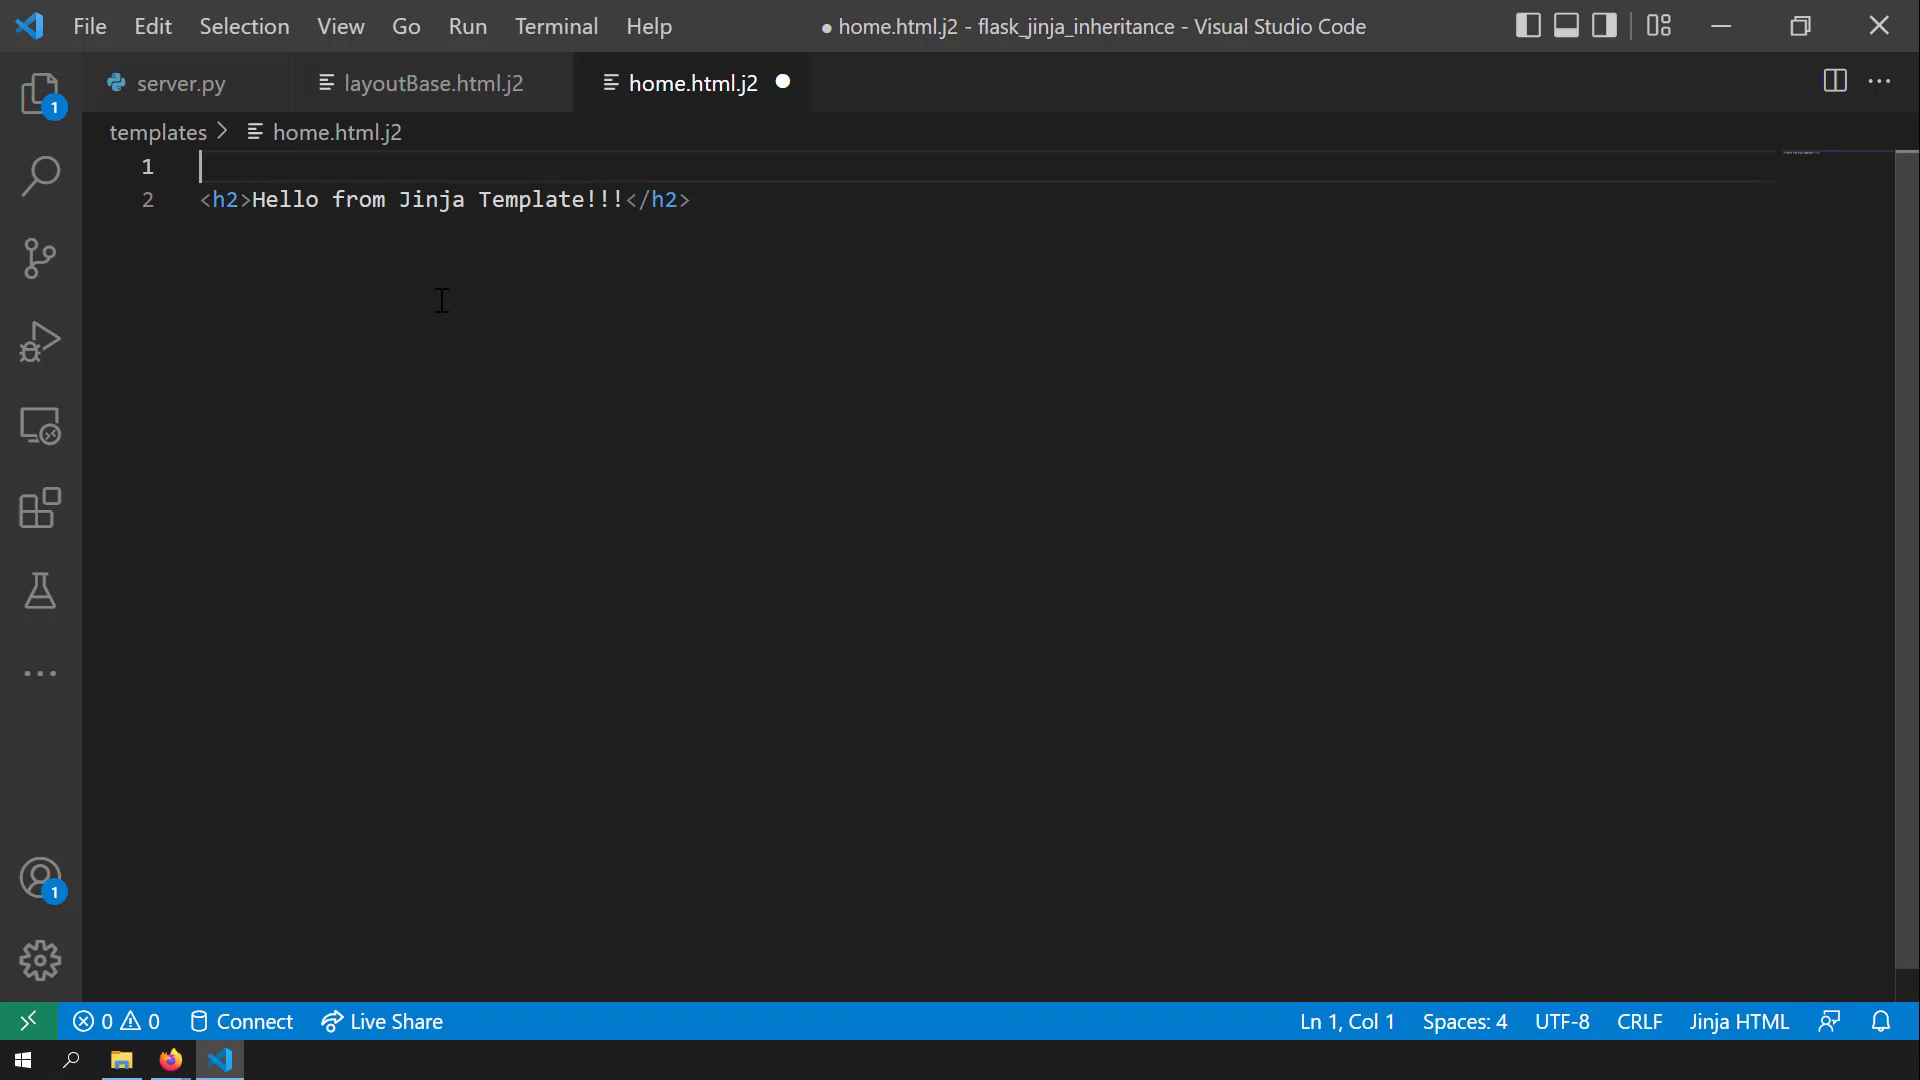 File Edit Selection View Go Run Terminal Help ● home.html.j2 - flask_jinja_inheritance - Visual Studio Code
server.py layoutBase.html.j2 home.html.j2
templates > home.html.j2
1
1
2 <h2>Hello from Jinja Template!!!</h2>
1
0 0 Connect Live Share Ln 1, Col 1 Spaces: 4 UTF-8 CRLF Jinja HTML